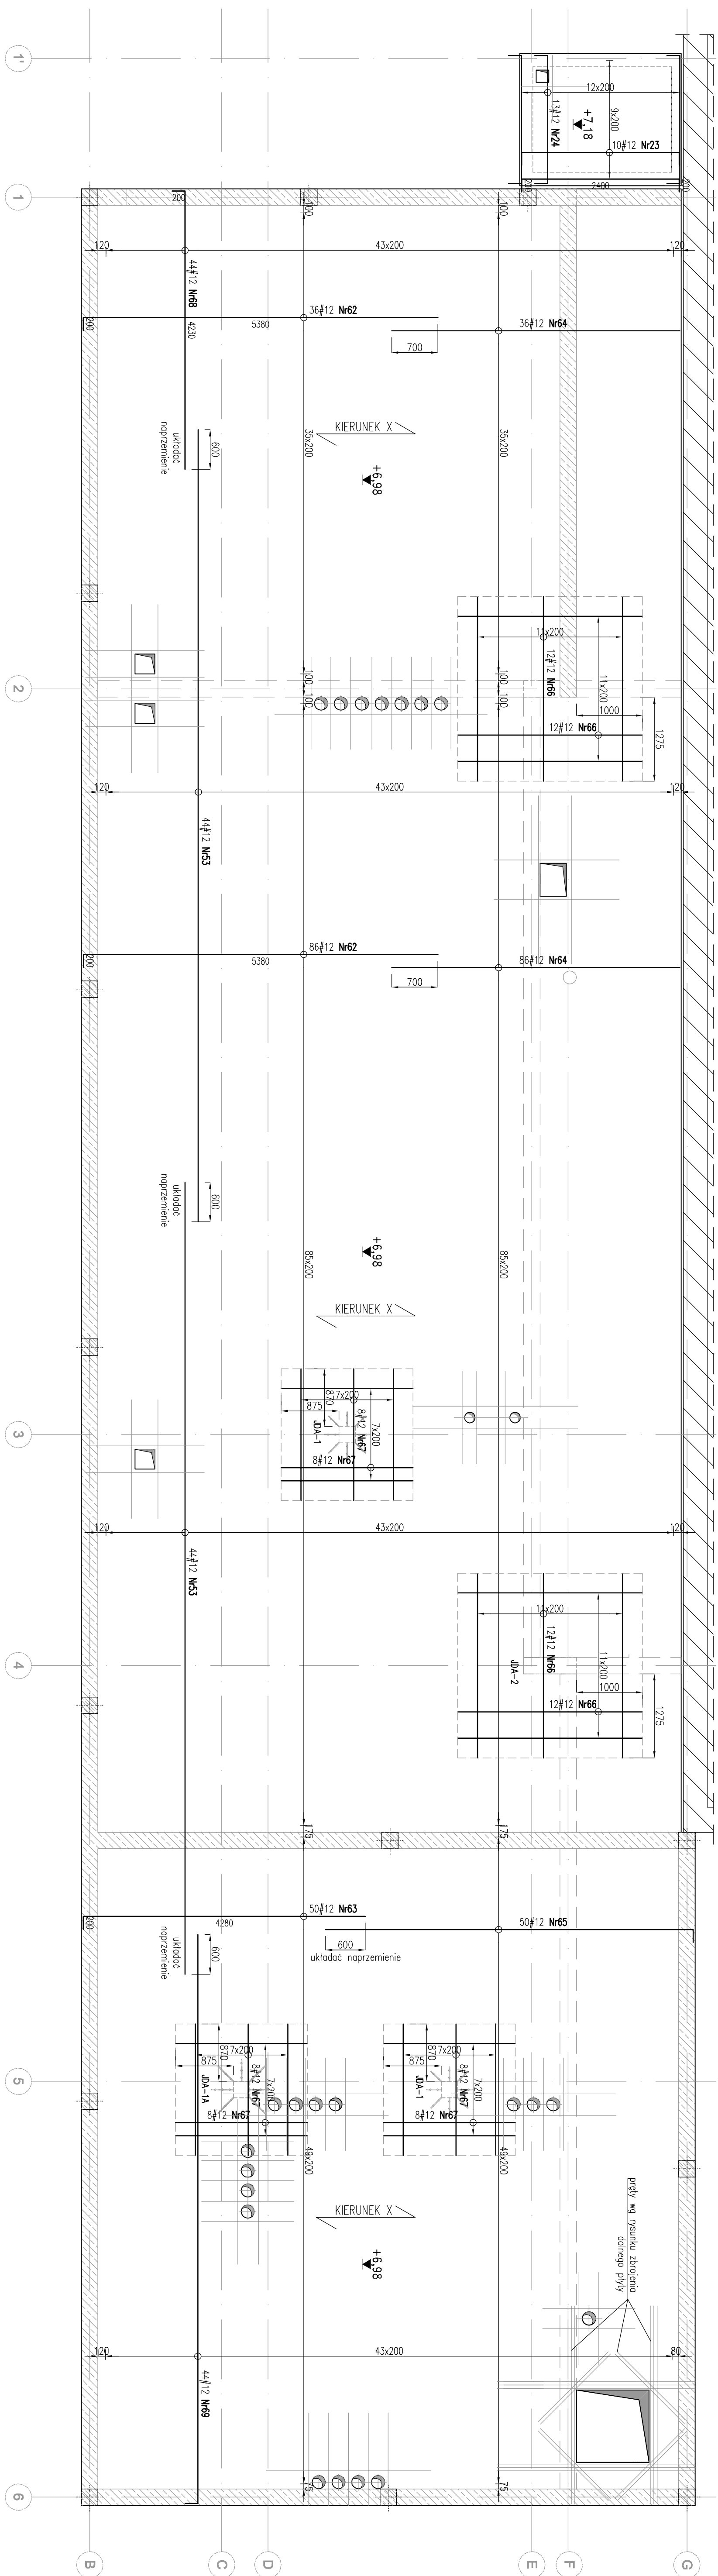 1'
12x200
9x200
+7,18
13#12 Nr24
10#12 Nr23
200
2400
200
1
200
100
100
120
43x200
120
44#12 Nr68
4230
36#12 Nr62
5380
200
36#12 Nr64
700
KIERUNEK X
35x200
35x200
600
układać
naprzemienie
+6,98
11x200
12#12 Nr66
11x200
1000
1275
12#12 Nr66
2
100
100
100
100
120
43x200
120
44#12 Nr53
86#12 Nr62
5380
200
86#12 Nr64
700
układać
naprzemienie
600
+6,98
85x200
85x200
KIERUNEK X
870
7x200
875
8#12 Nr67
7x200
JDA-1
8#12 Nr67
3
120
43x200
120
44#12 Nr53
11x200
12#12 Nr66
11x200
1000
1275
JDA-2
12#12 Nr66
4
175
175
50#12 Nr63
4280
200
50#12 Nr65
600
układać naprzemienie
układać
naprzemienie
600
870
7x200
875
8#12 Nr67
7x200
JDA-1A
8#12 Nr67
870
7x200
875
8#12 Nr67
7x200
JDA-1
8#12 Nr67
5
49x200
49x200
KIERUNEK X
+6,98
pręty wg rysunku zbrojenia
dolnego płyty
120
43x200
80
44#12 Nr69
75
75
6
B
C
D
E
F
G